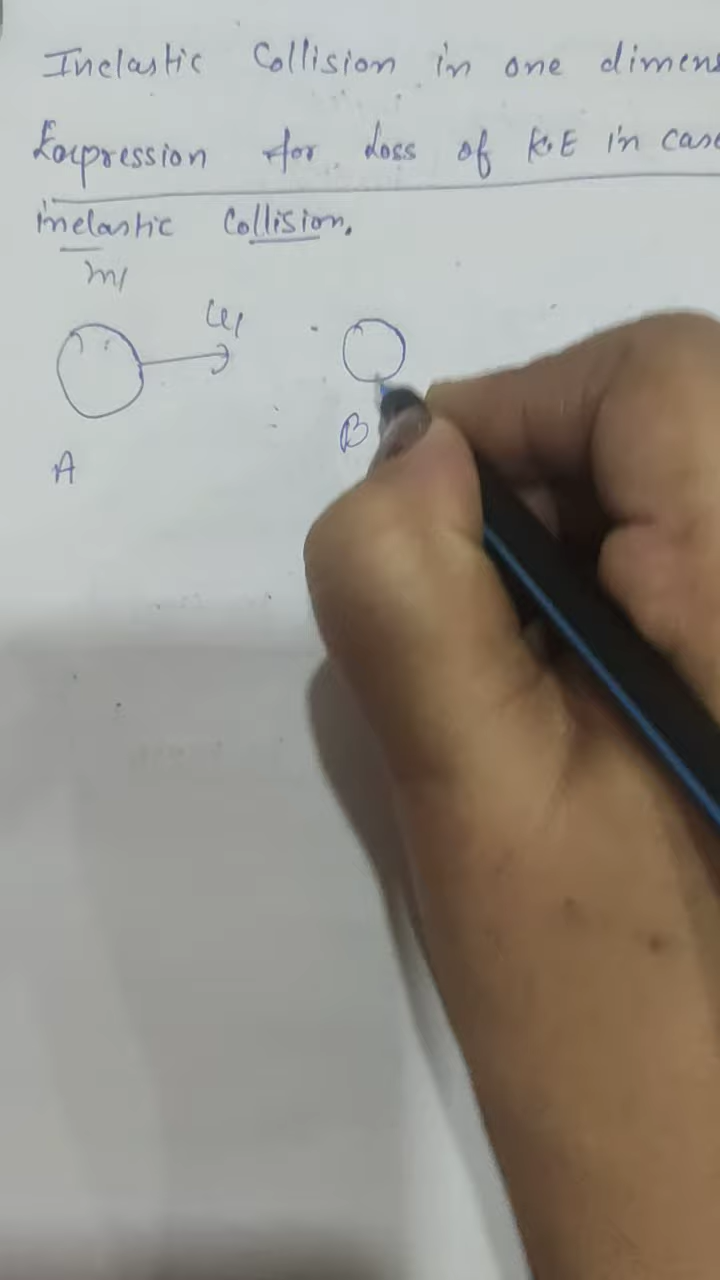 Inelastic Collision in one dimens
Expression for Loss of K.E in case
inelastic Collision.
m1
u1
B
A